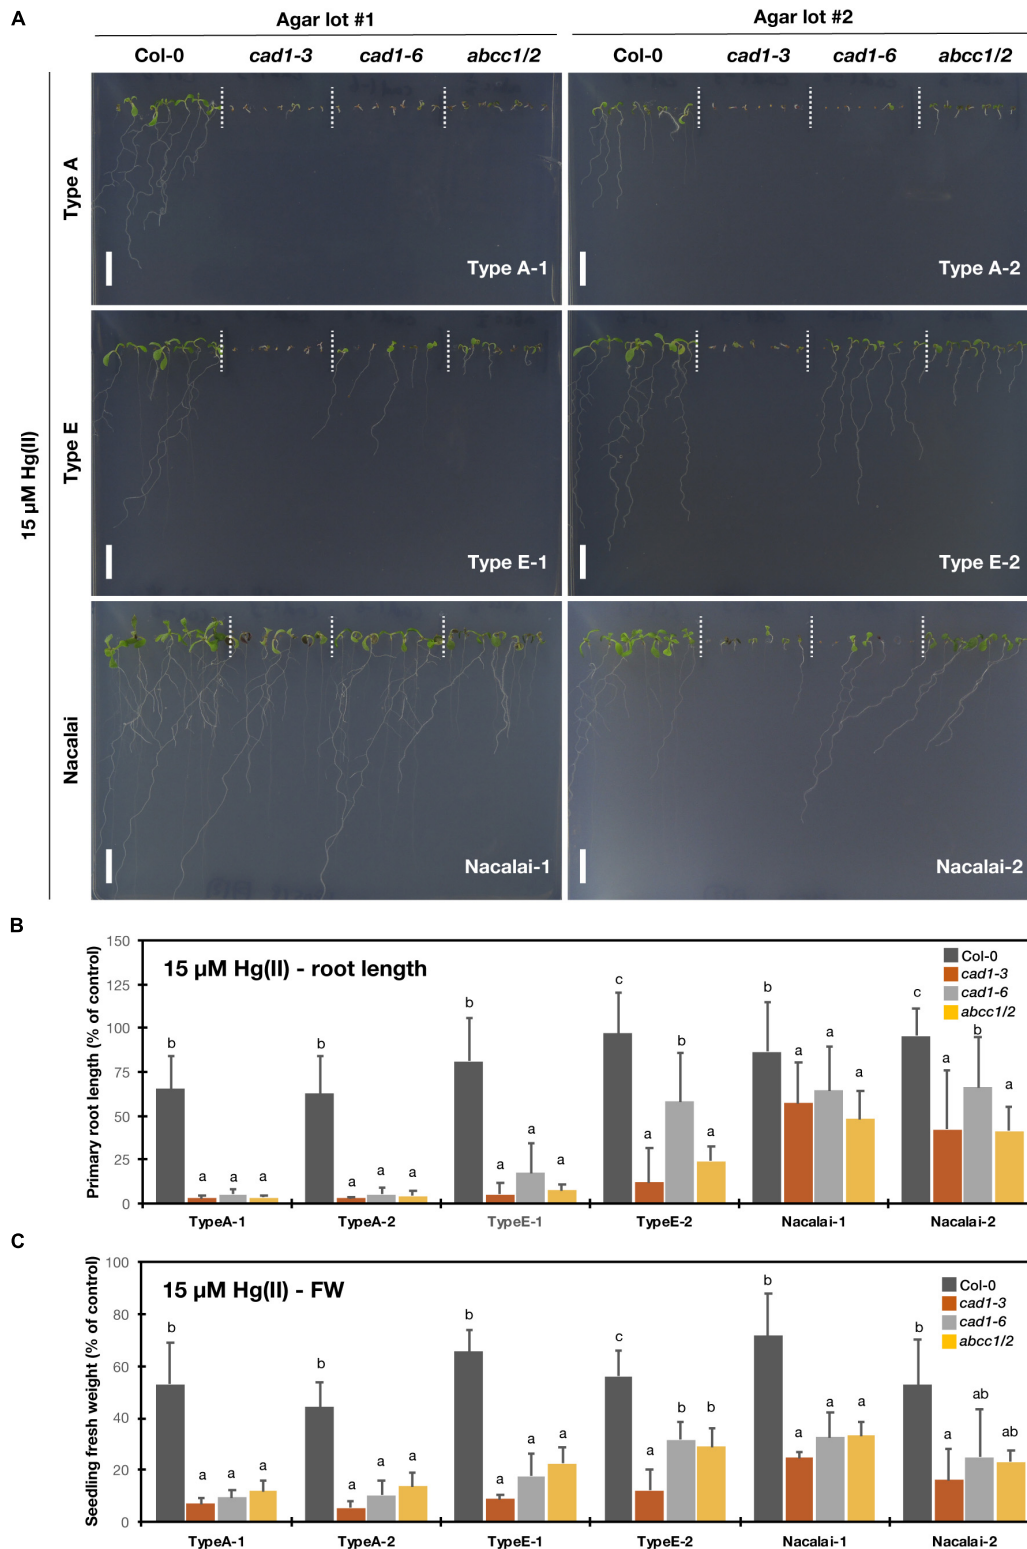 A
Agar lot #1
Agar lot #2
Col-0 cad1-3 cad1-6 abcc1/2
Col-0 cad1-3 cad1-6 abcc1/2
15 µM Hg(II)
Type A
Type A-1
Type A-2
Type E
Type E-1
Type E-2
Nacalai
Nacalai-1
Nacalai-2
B
Primary root length (% of control)
150
125
100
75
50
25
0
15 µM Hg(II) - root length
Col-0
cad1-3
cad1-6
abcc1/2
b a a a
b a a a
b a a a
c a b a
b a a a
c a b a
TypeA-1 TypeA-2 TypeE-1 TypeE-2 Nacalai-1 Nacalai-2
C
Seedling fresh weight (% of control)
100
80
60
40
20
0
15 µM Hg(II) - FW
Col-0
cad1-3
cad1-6
abcc1/2
b a a a
b a a a
b a a a
c a b b
b a a a
b a ab ab
TypeA-1 TypeA-2 TypeE-1 TypeE-2 Nacalai-1 Nacalai-2